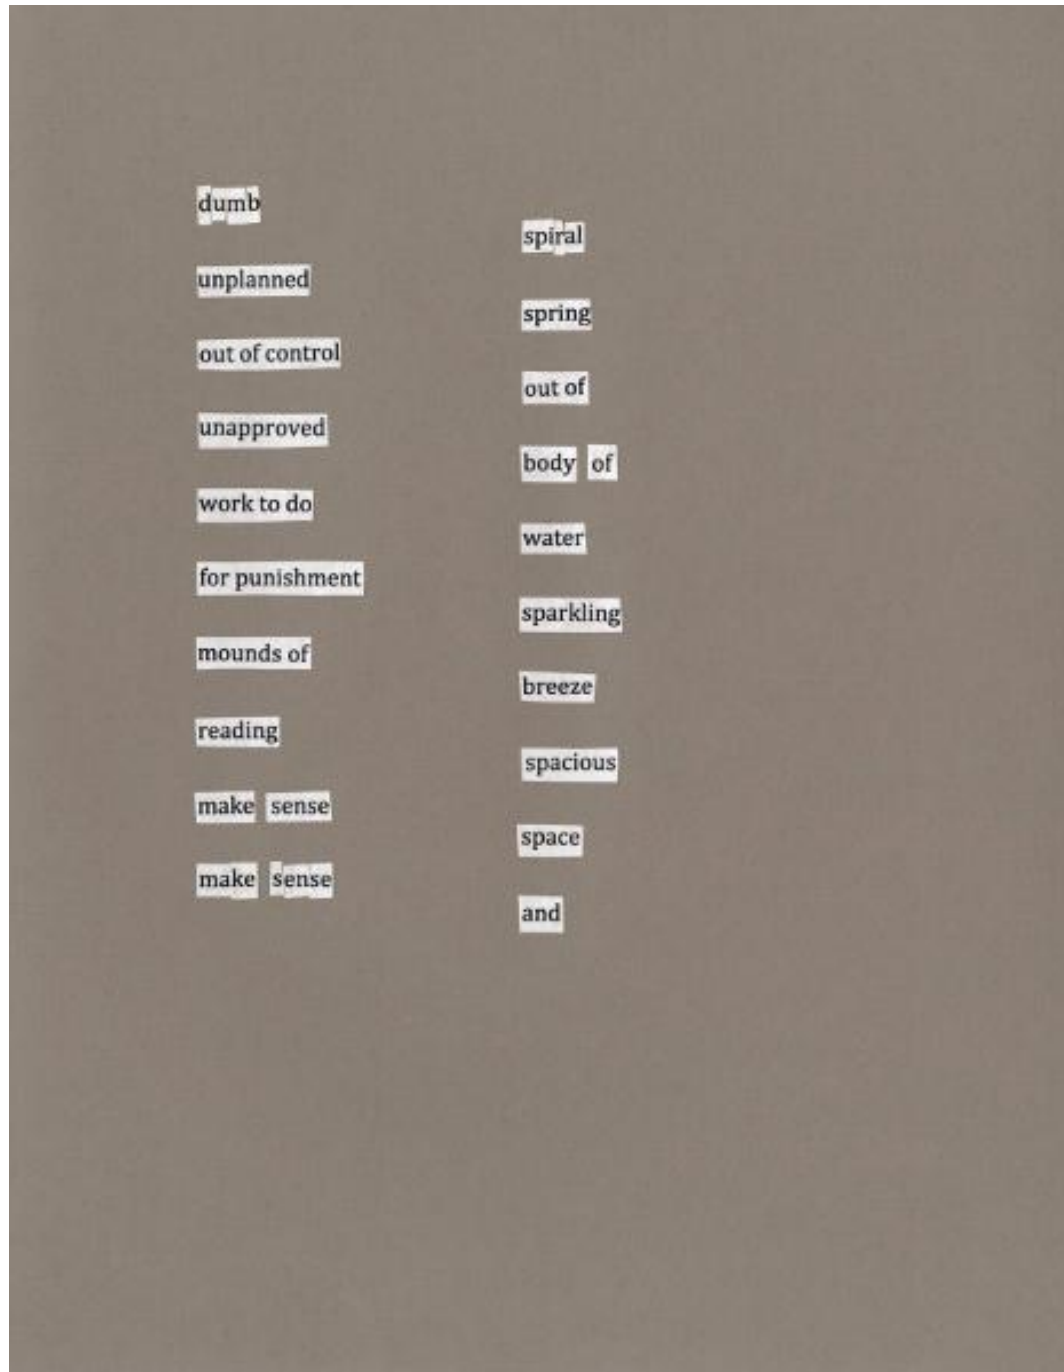 dumb
unplanned
out of control
unapproved
work to do
for punishment
mounds of
reading
make sense
make sense
spiral
spring
out of
body of
water
sparkling
breeze
spacious
space
and